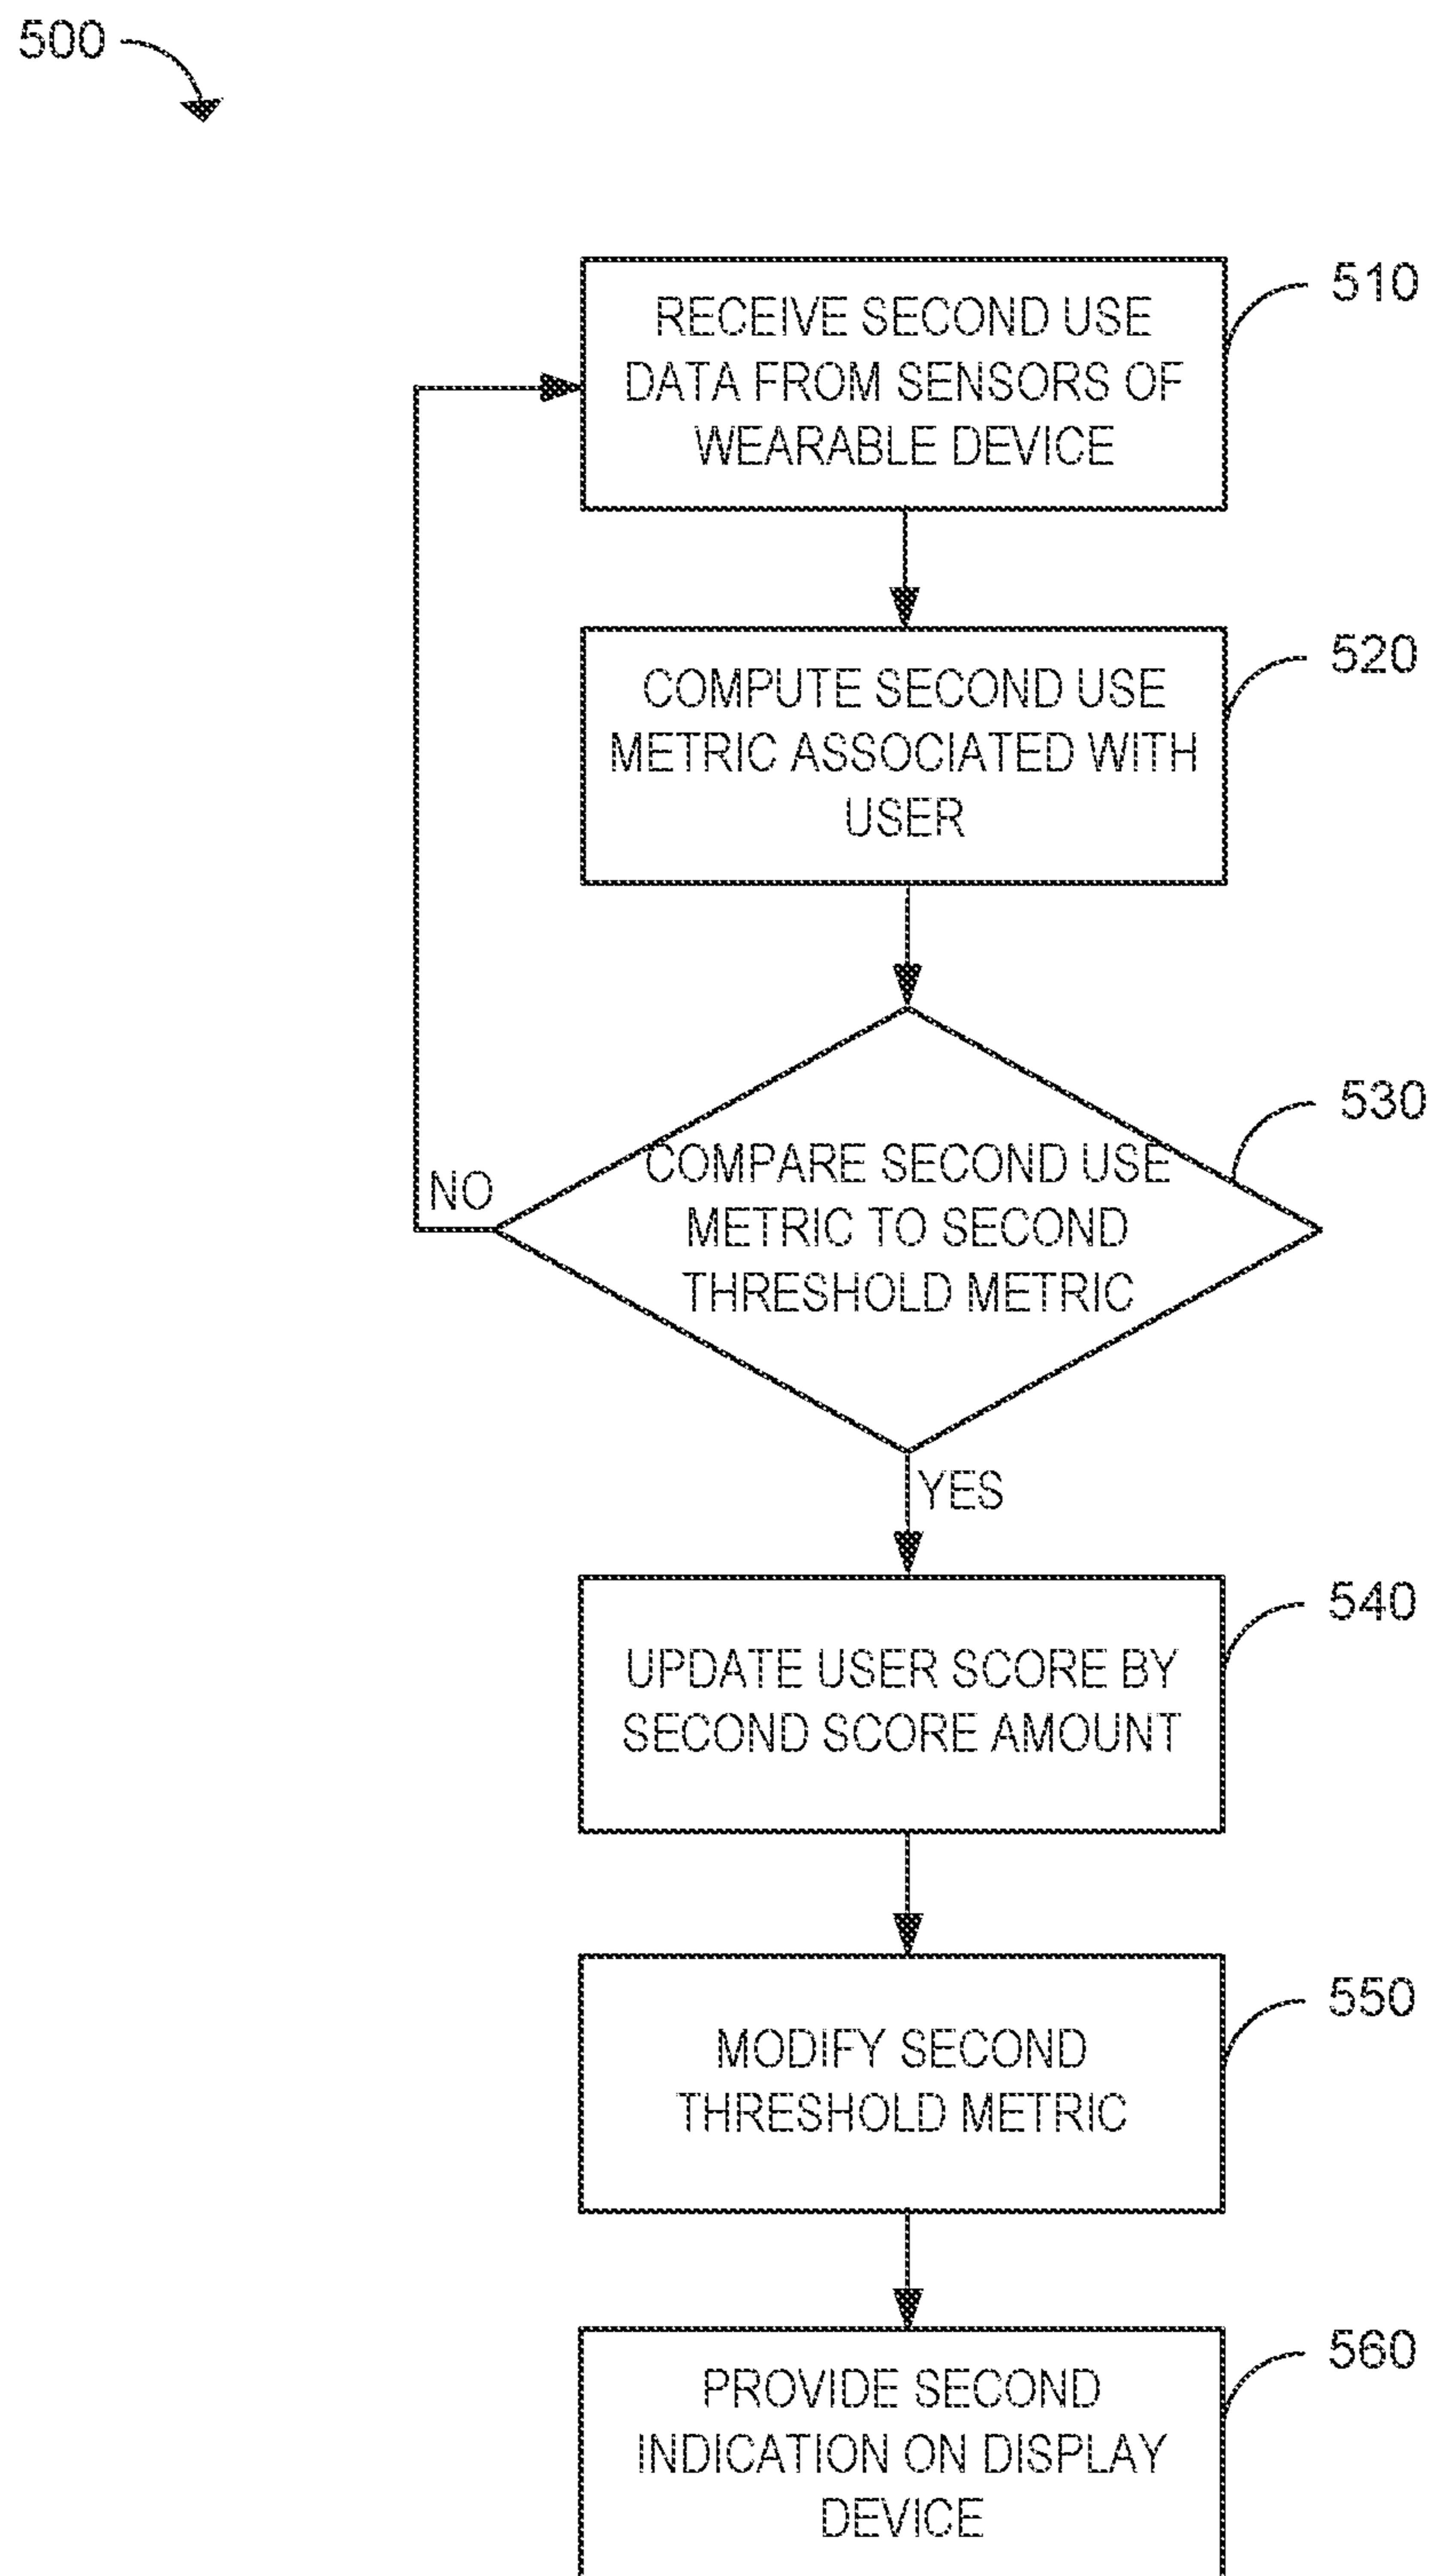 500
RECEIVE SECOND USE
DATA FROM SENSORS OF
WEARABLE DEVICE
510
COMPUTE SECOND USE
METRIC ASSOCIATED WITH
USER
520
COMPARE SECOND USE
METRIC TO SECOND
THRESHOLD METRIC
530
NO
YES
UPDATE USER SCORE BY
SECOND SCORE AMOUNT
540
MODIFY SECOND
THRESHOLD METRIC
550
PROVIDE SECOND
INDICATION ON DISPLAY
DEVICE
560